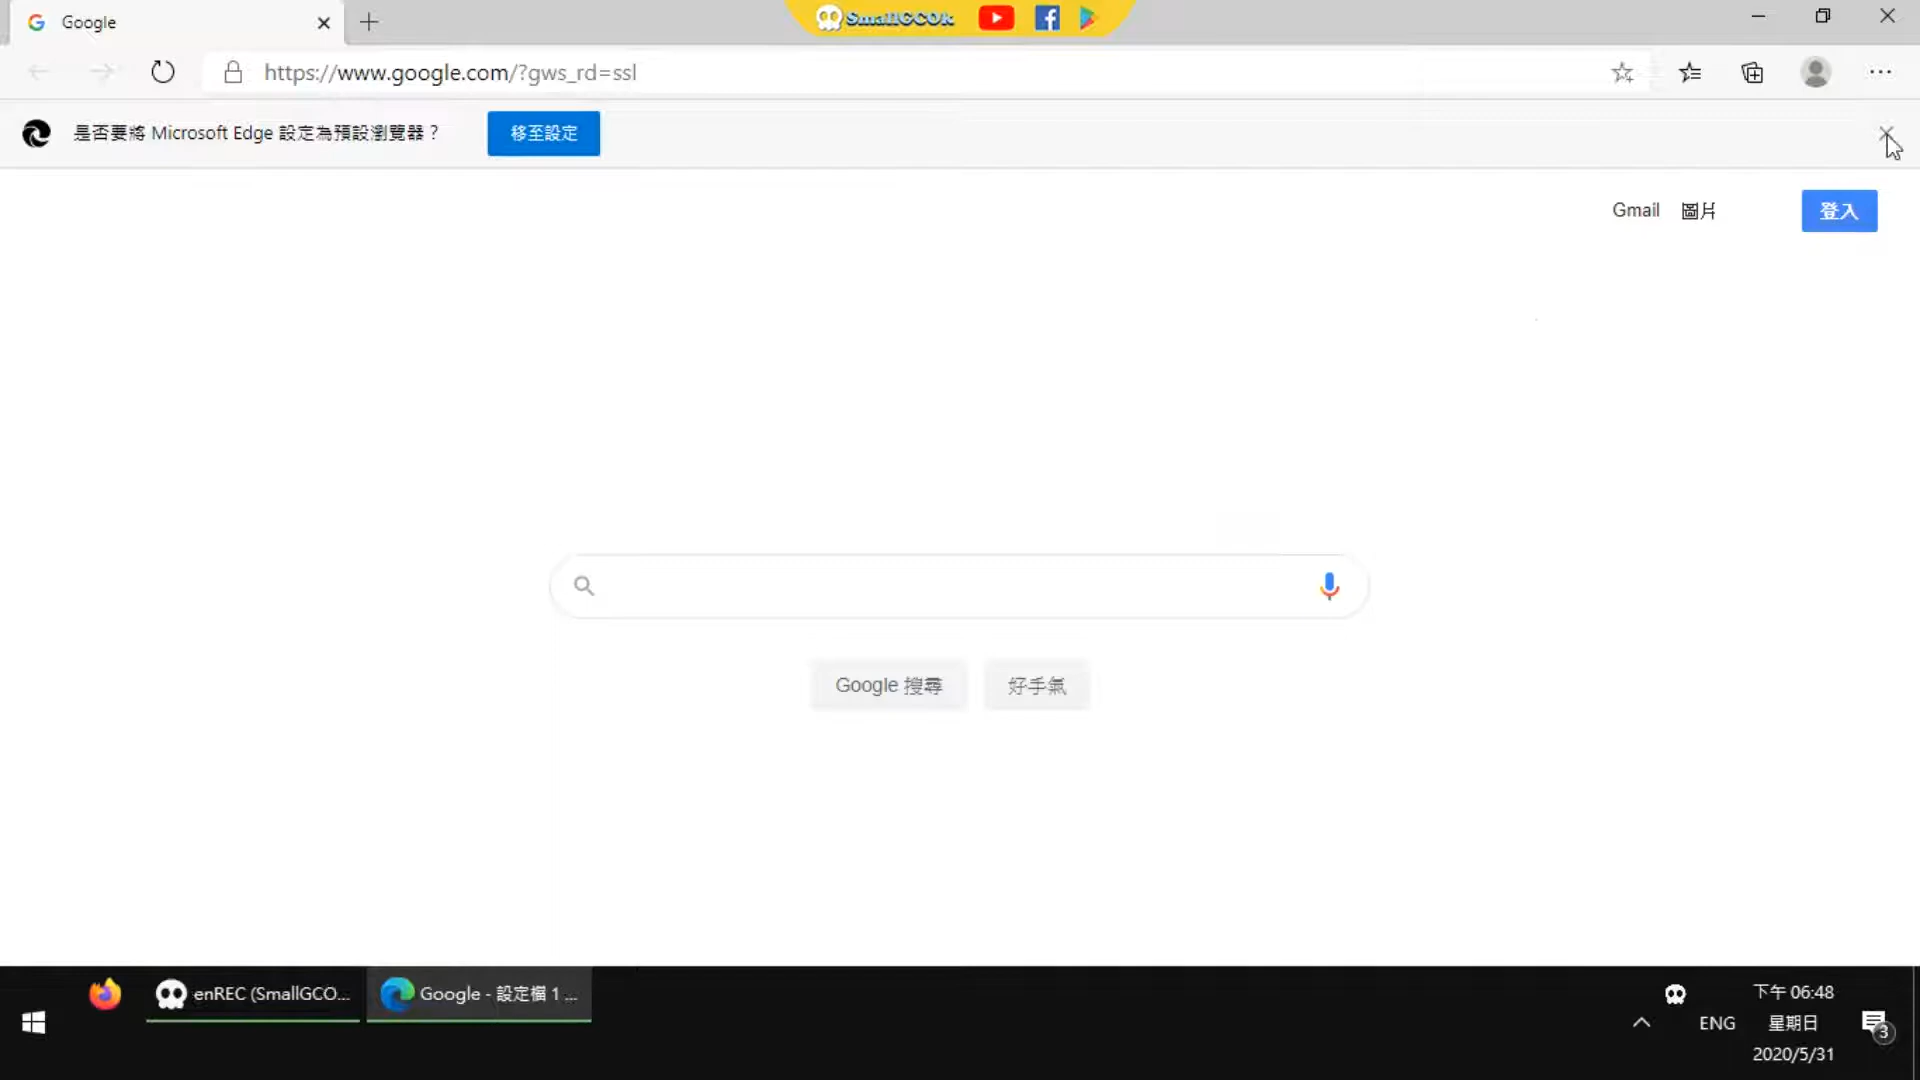 Google
SmallGCOk
https://www.google.com/?gws_rd=ssl
是否要將 Microsoft Edge 設定為預設瀏覽器？
移至設定
Gmail
圖片
登入
Google 搜尋
好手氣
enREC (SmallGCO...
Google - 設定檔 1 ...
ENG
下午 06:48
星期日
2020/5/31
3